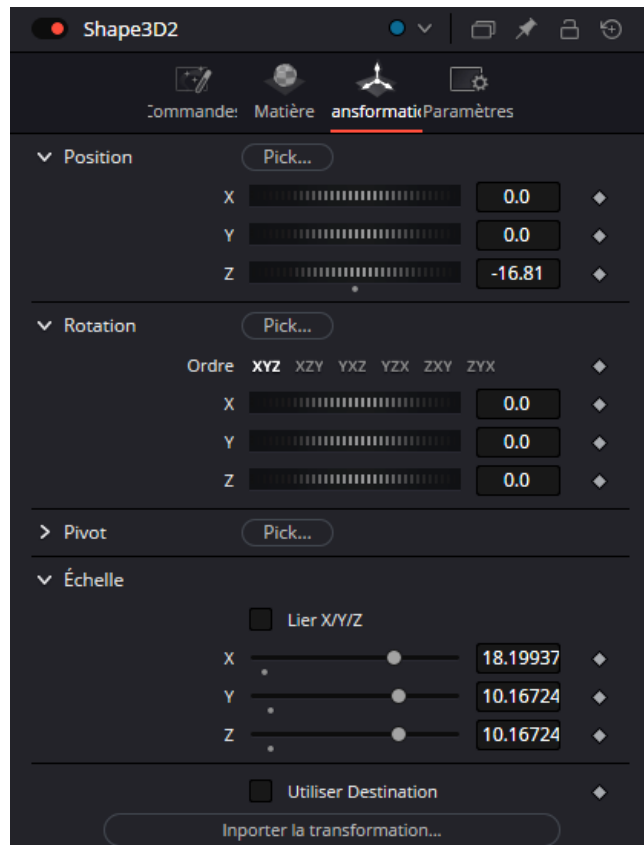 Shape3D2
Commandes Matière ansformatic Paramètres
Position Pick...
X 0.0
Y 0.0
Z -16.81
Rotation Pick...
Ordre XYZ XZY YXZ YZX ZXY ZYX
X 0.0
Y 0.0
Z 0.0
Pivot Pick...
Échelle
Lier X/Y/Z
X 18.19937
Y 10.16724
Z 10.16724
Utiliser Destination
Inporter la transformation...